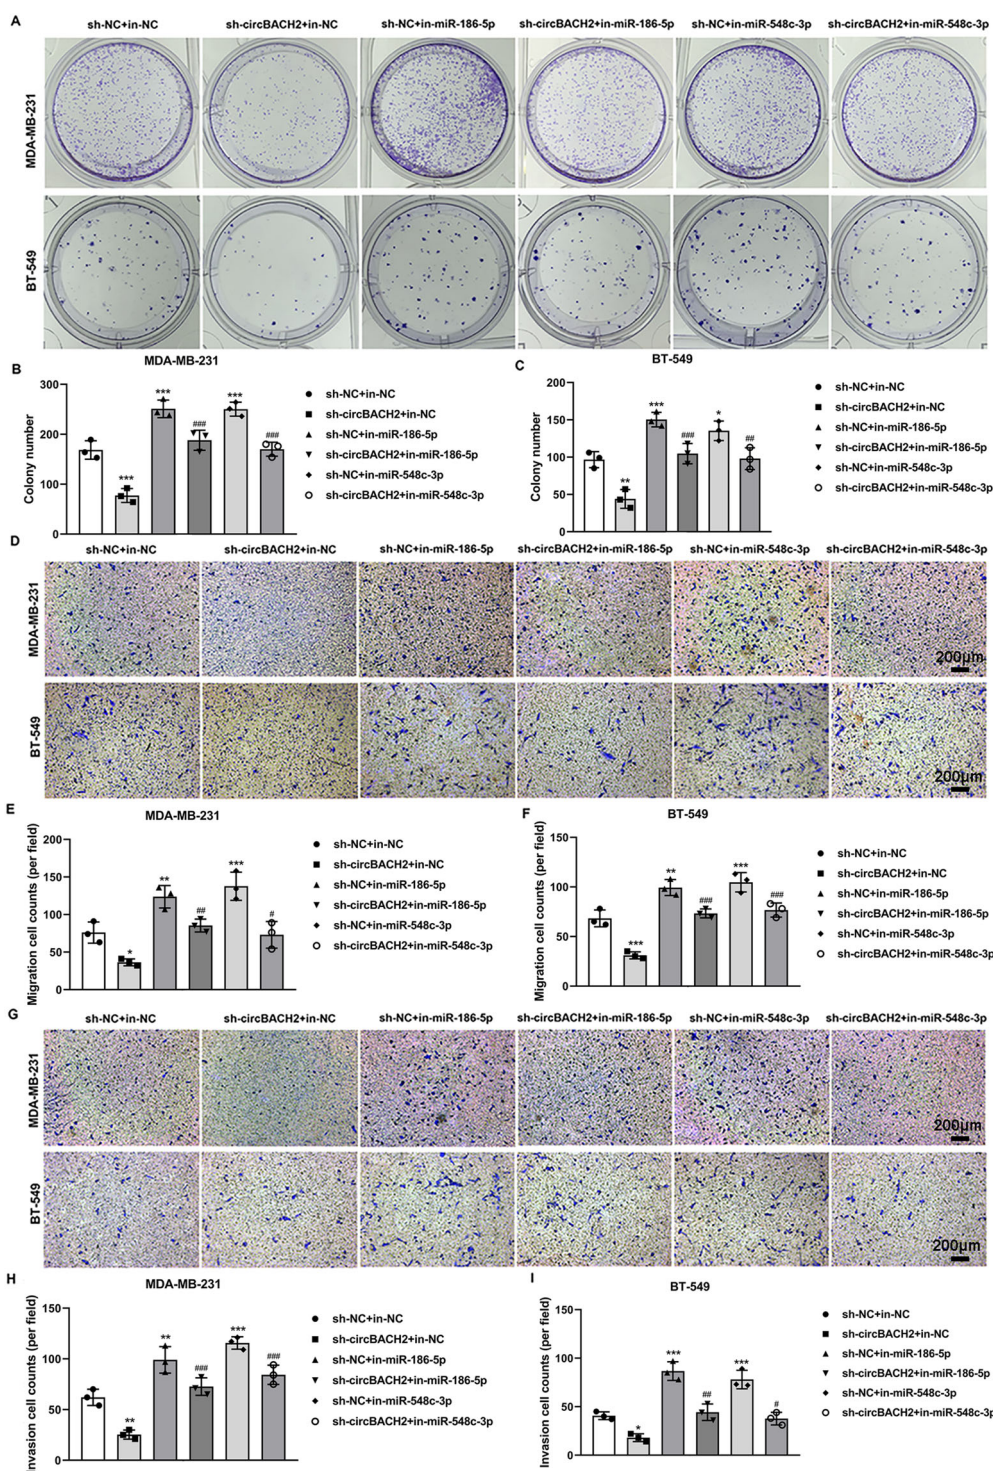 A
sh-NC+in-NC sh-circBACH2+in-NC sh-NC+in-miR-186-5p sh-circBACH2+in-miR-186-5p sh-NC+in-miR-548c-3p sh-circBACH2+in-miR-548c-3p
MDA-MB-231
BT-549
B
MDA-MB-231
Colony number
300
200
100
0
***
***
###
***
###
sh-NC+in-NC
sh-circBACH2+in-NC
sh-NC+in-miR-186-5p
sh-circBACH2+in-miR-186-5p
sh-NC+in-miR-548c-3p
sh-circBACH2+in-miR-548c-3p
C
BT-549
Colony number
200
150
100
50
0
**
***
###
*
##
sh-NC+in-NC
sh-circBACH2+in-NC
sh-NC+in-miR-186-5p
sh-circBACH2+in-miR-186-5p
sh-NC+in-miR-548c-3p
sh-circBACH2+in-miR-548c-3p
D
sh-NC+in-NC sh-circBACH2+in-NC sh-NC+in-miR-186-5p sh-circBACH2+in-miR-186-5p sh-NC+in-miR-548c-3p sh-circBACH2+in-miR-548c-3p
MDA-MB-231
200μm
BT-549
200μm
E
MDA-MB-231
Migration cell counts (per field)
200
150
100
50
0
*
**
##
***
#
sh-NC+in-NC
sh-circBACH2+in-NC
sh-NC+in-miR-186-5p
sh-circBACH2+in-miR-186-5p
sh-NC+in-miR-548c-3p
sh-circBACH2+in-miR-548c-3p
F
BT-549
Migration cell counts (per field)
150
100
50
0
***
**
###
***
###
sh-NC+in-NC
sh-circBACH2+in-NC
sh-NC+in-miR-186-5p
sh-circBACH2+in-miR-186-5p
sh-NC+in-miR-548c-3p
sh-circBACH2+in-miR-548c-3p
G
sh-NC+in-NC sh-circBACH2+in-NC sh-NC+in-miR-186-5p sh-circBACH2+in-miR-186-5p sh-NC+in-miR-548c-3p sh-circBACH2+in-miR-548c-3p
MDA-MB-231
200μm
BT-549
200μm
H
MDA-MB-231
Invasion cell counts (per field)
150
100
50
0
**
**
###
***
###
sh-NC+in-NC
sh-circBACH2+in-NC
sh-NC+in-miR-186-5p
sh-circBACH2+in-miR-186-5p
sh-NC+in-miR-548c-3p
sh-circBACH2+in-miR-548c-3p
I
BT-549
Invasion cell counts (per field)
150
100
50
0
*
***
##
***
#
sh-NC+in-NC
sh-circBACH2+in-NC
sh-NC+in-miR-186-5p
sh-circBACH2+in-miR-186-5p
sh-NC+in-miR-548c-3p
sh-circBACH2+in-miR-548c-3p